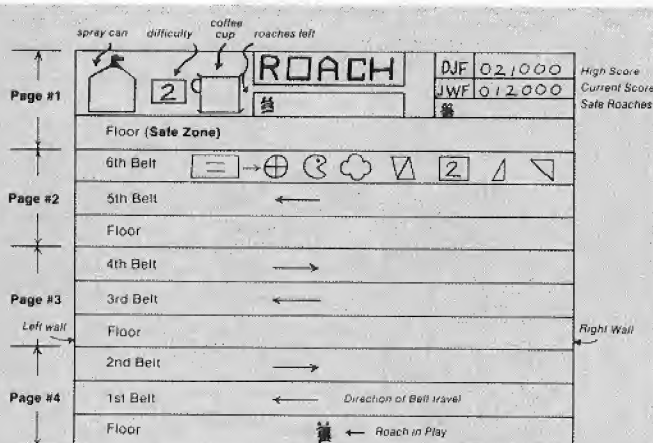 spray can difficulty coffee cup roaches left
ROACH
DJF 021000 High Score
JWF 012000 Current Score
Safe Roaches
2
Page #1
Floor (Safe Zone)
6th Belt 2
Page #2
5th Belt
Floor
4th Belt
Page #3
3rd Belt
Left wall Floor Right Wall
2nd Belt
Page #4
1st Belt Direction of Belt travel
Floor Roach in Play